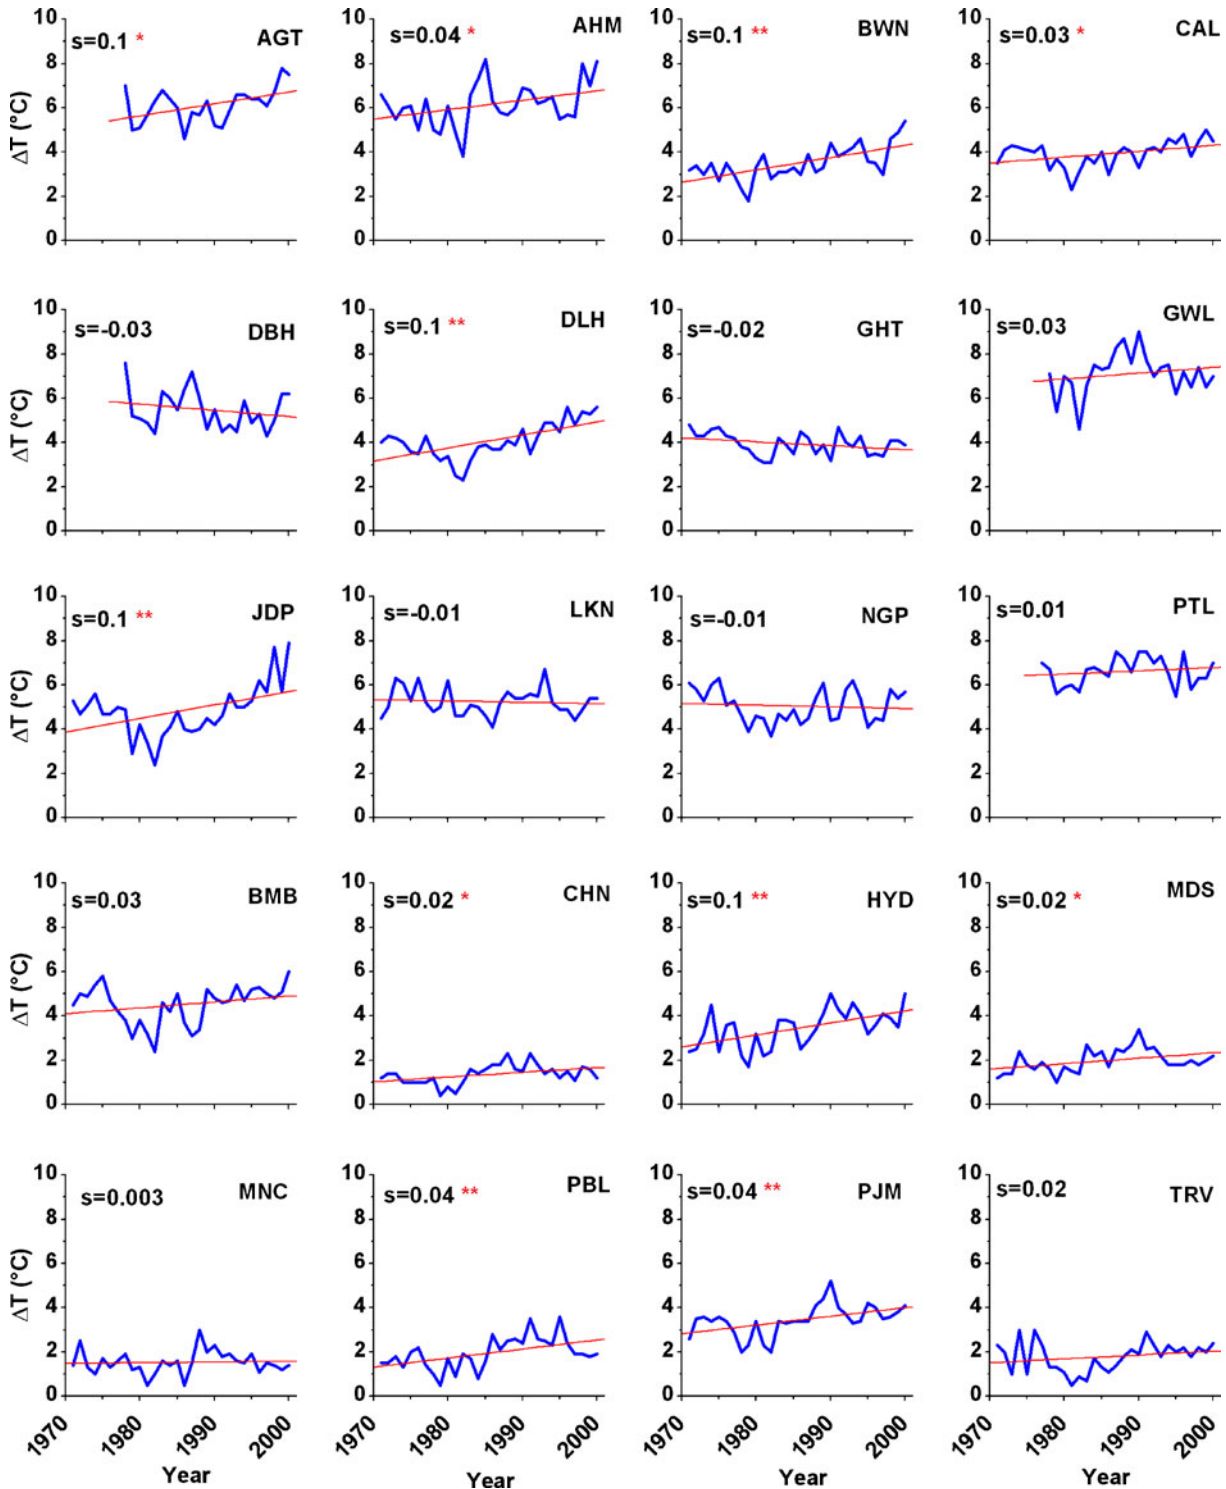 10
8
6
4
2
0
ΔT (°C)
s=0.1 *
AGT
10
8
6
4
2
0
s=0.04 *
AHM
10
8
6
4
2
0
s=0.1 **
BWN
10
8
6
4
2
0
s=0.03 *
CAL
10
8
6
4
2
0
ΔT (°C)
s=-0.03
DBH
10
8
6
4
2
0
s=0.1 **
DLH
10
8
6
4
2
0
s=-0.02
GHT
10
8
6
4
2
0
s=0.03
GWL
10
8
6
4
2
0
ΔT (°C)
s=0.1 **
JDP
10
8
6
4
2
0
s=-0.01
LKN
10
8
6
4
2
0
s=-0.01
NGP
10
8
6
4
2
0
s=0.01
PTL
10
8
6
4
2
0
ΔT (°C)
s=0.03
BMB
10
8
6
4
2
0
s=0.02 *
CHN
10
8
6
4
2
0
s=0.1 **
HYD
10
8
6
4
2
0
s=0.02 *
MDS
10
8
6
4
2
0
ΔT (°C)
s=0.003
MNC
1970 1980 1990 2000
Year
10
8
6
4
2
0
s=0.04 **
PBL
1970 1980 1990 2000
Year
10
8
6
4
2
0
s=0.04 **
PJM
1970 1980 1990 2000
Year
10
8
6
4
2
0
s=0.02
TRV
1970 1980 1990 2000
Year